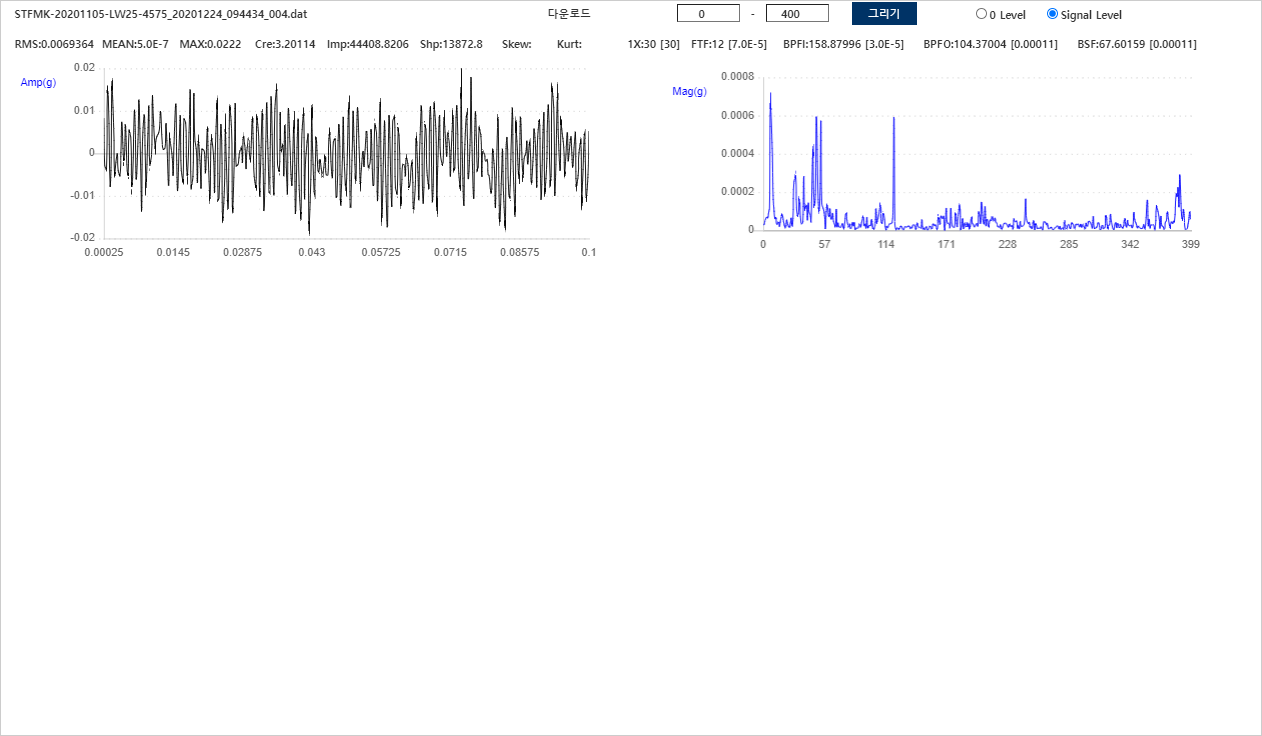 STFMK-20201105-LW25-4575_20201224_094434_004.dat 다운로드 0 - 400 그리기 0 Level Signal Level
RMS:0.0069364 MEAN:5.0E-7 MAX:0.0222 Cre:3.20114 Imp:44408.8206 Shp:13872.8 Skew: Kurt: 1X:30 [30] FTF:12 [7.0E-5] BPFI:158.87996 [3.0E-5] BPFO:104.37004 [0.00011] BSF:67.60159 [0.00011]
Amp(g)
0.02
0.01
0
-0.01
-0.02
0.00025 0.0145 0.02875 0.043 0.05725 0.0715 0.08575 0.1
Mag(g)
0.0008
0.0006
0.0004
0.0002
0
0 57 114 171 228 285 342 399